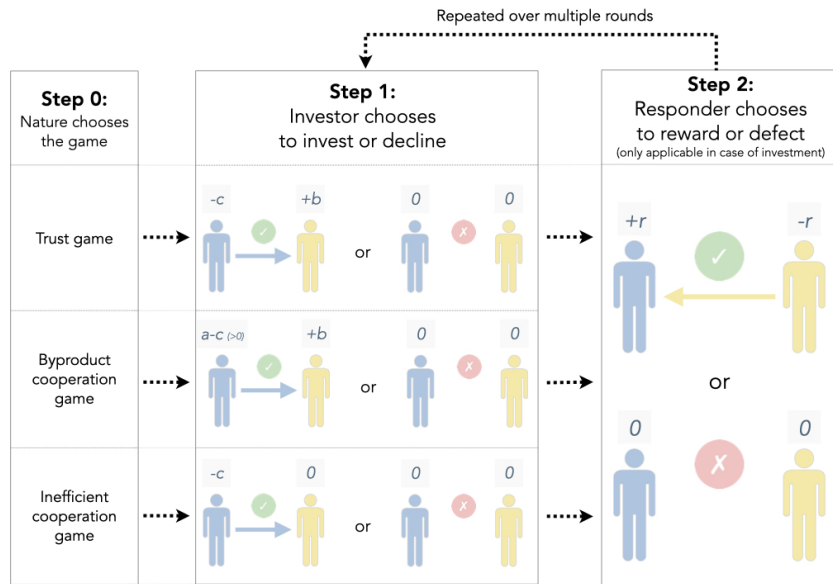 Repeated over multiple rounds
Step 0:
Nature chooses
the game
Step 1:
Investor chooses
to invest or decline
Step 2:
Responder chooses
to reward or defect
(only applicable in case of investment)
Trust game
-c
+b
or
0
0
Byproduct
cooperation
game
a-c (>0)
+b
or
0
0
Inefficient
cooperation
game
-c
0
or
0
0
+r
-r
or
0
0